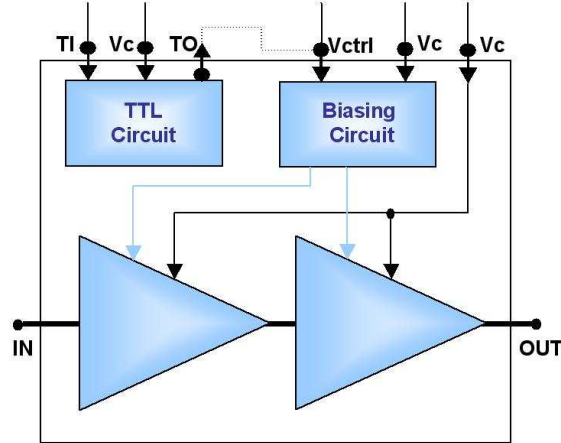 TI Vc TO Vctrl Vc Vc
TTL
Circuit
Biasing
Circuit
IN OUT